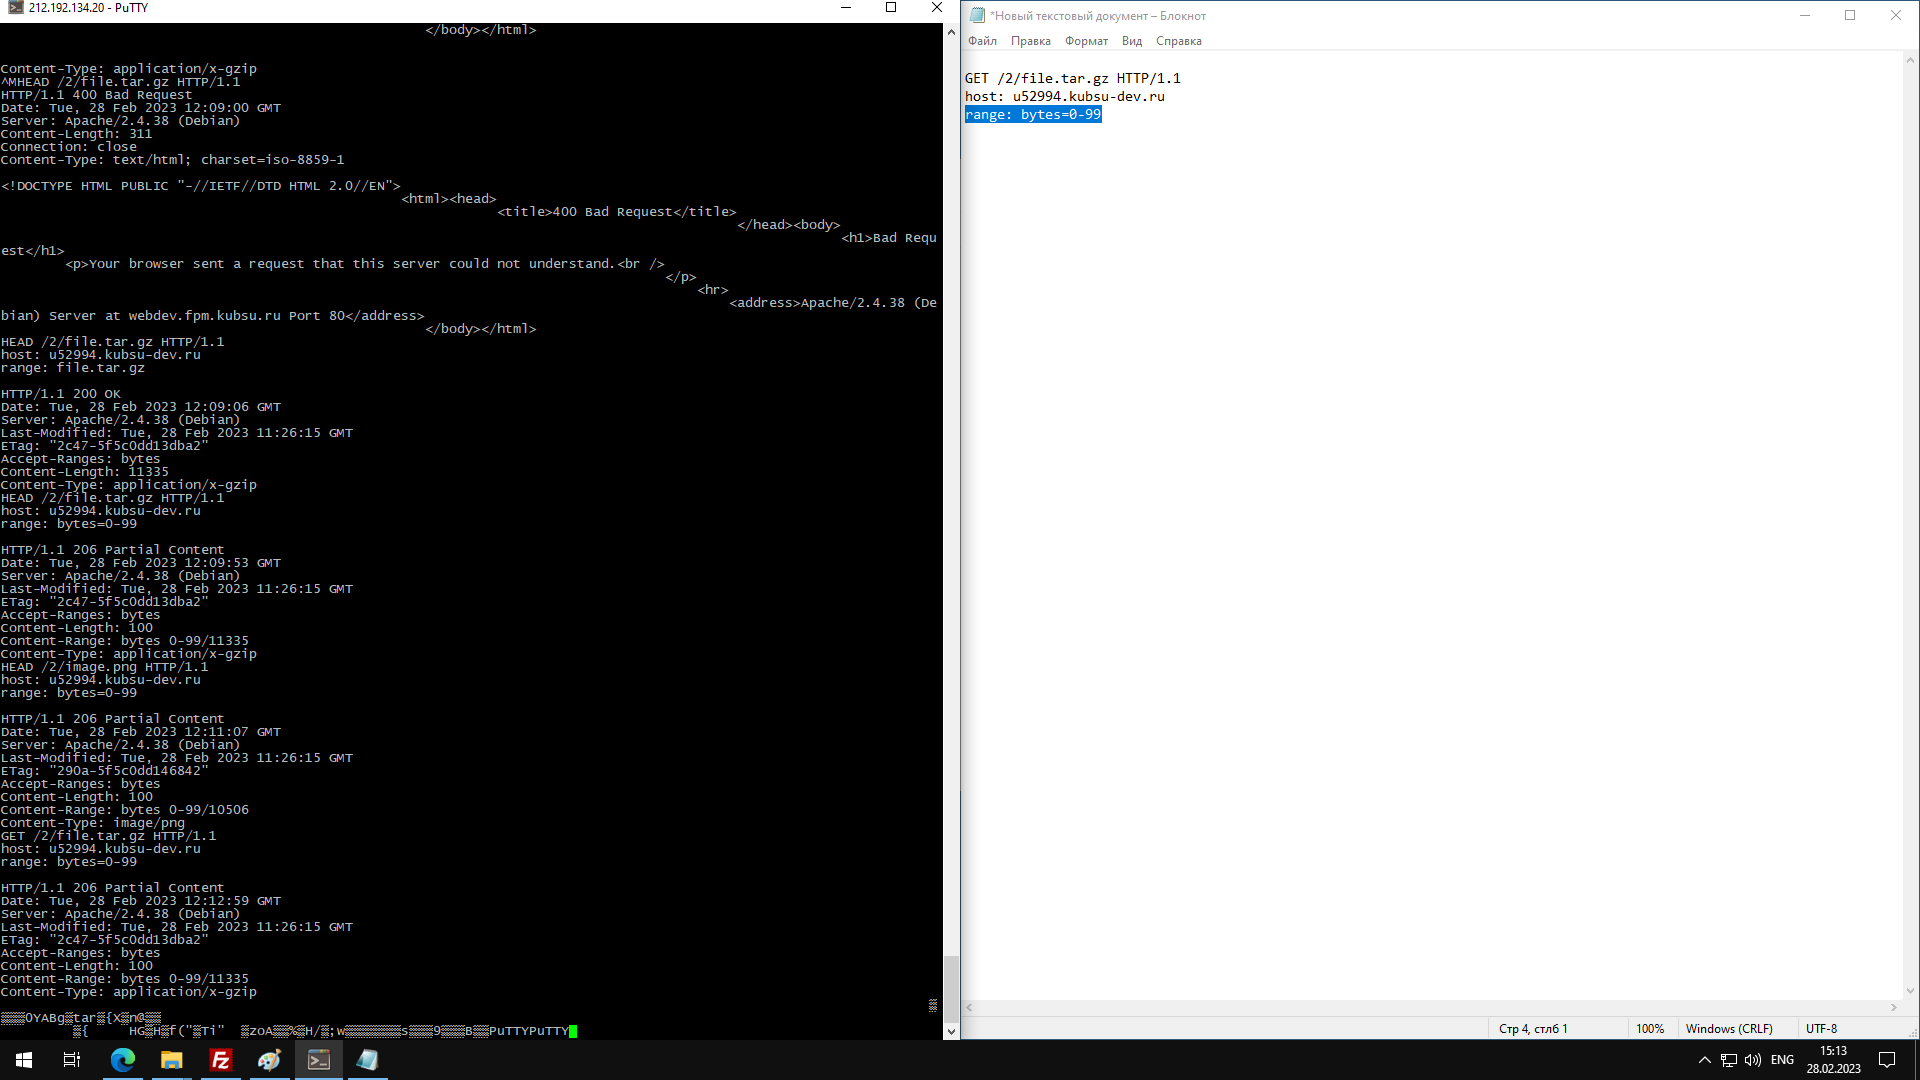 212.192.134.20 - PuTTY
</body></html>
Content-Type: application/x-gzip
^MHEAD /2/file.tar.gz HTTP/1.1
HTTP/1.1 400 Bad Request
Date: Tue, 28 Feb 2023 12:09:00 GMT
Server: Apache/2.4.38 (Debian)
Content-Length: 311
Connection: close
Content-Type: text/html; charset=iso-8859-1
<!DOCTYPE HTML PUBLIC "-//IETF//DTD HTML 2.0//EN">
<html><head>
<title>400 Bad Request</title>
</head><body>
<h1>Bad Requ
est</h1>
<p>Your browser sent a request that this server could not understand.<br />
</p>
<hr>
<address>Apache/2.4.38 (De
bian) Server at webdev.fpm.kubsu.ru Port 80</address>
</body></html>
HEAD /2/file.tar.gz HTTP/1.1
host: u52994.kubsu-dev.ru
range: file.tar.gz
HTTP/1.1 200 OK
Date: Tue, 28 Feb 2023 12:09:06 GMT
Server: Apache/2.4.38 (Debian)
Last-Modified: Tue, 28 Feb 2023 11:26:15 GMT
ETag: "2c47-5f5c0dd13dba2"
Accept-Ranges: bytes
Content-Length: 11335
Content-Type: application/x-gzip
HEAD /2/file.tar.gz HTTP/1.1
host: u52994.kubsu-dev.ru
range: bytes=0-99
HTTP/1.1 206 Partial Content
Date: Tue, 28 Feb 2023 12:09:53 GMT
Server: Apache/2.4.38 (Debian)
Last-Modified: Tue, 28 Feb 2023 11:26:15 GMT
ETag: "2c47-5f5c0dd13dba2"
Accept-Ranges: bytes
Content-Length: 100
Content-Range: bytes 0-99/11335
Content-Type: application/x-gzip
HEAD /2/image.png HTTP/1.1
host: u52994.kubsu-dev.ru
range: bytes=0-99
HTTP/1.1 206 Partial Content
Date: Tue, 28 Feb 2023 12:11:07 GMT
Server: Apache/2.4.38 (Debian)
Last-Modified: Tue, 28 Feb 2023 11:26:15 GMT
ETag: "290a-5f5c0dd146842"
Accept-Ranges: bytes
Content-Length: 100
Content-Range: bytes 0-99/10506
Content-Type: image/png
GET /2/file.tar.gz HTTP/1.1
host: u52994.kubsu-dev.ru
range: bytes=0-99
HTTP/1.1 206 Partial Content
Date: Tue, 28 Feb 2023 12:12:59 GMT
Server: Apache/2.4.38 (Debian)
Last-Modified: Tue, 28 Feb 2023 11:26:15 GMT
ETag: "2c47-5f5c0dd13dba2"
Accept-Ranges: bytes
Content-Length: 100
Content-Range: bytes 0-99/11335
Content-Type: application/x-gzip
▒
▒▒▒OYABg▒tar▒{X▒n@▒▒
▒{ HG▒H▒f("▒Ti" ▒zoA▒▒%▒H/▒;w▒▒▒▒▒▒▒S▒▒▒9▒▒▒B▒▒PuTTYPuTTY
*Новый текстовый документ – Блокнот
Файл Правка Формат Вид Справка
GET /2/file.tar.gz HTTP/1.1
host: u52994.kubsu-dev.ru
range: bytes=0-99
Стр 4, стлб 1 100% Windows (CRLF) UTF-8
ENG
15:13
28.02.2023